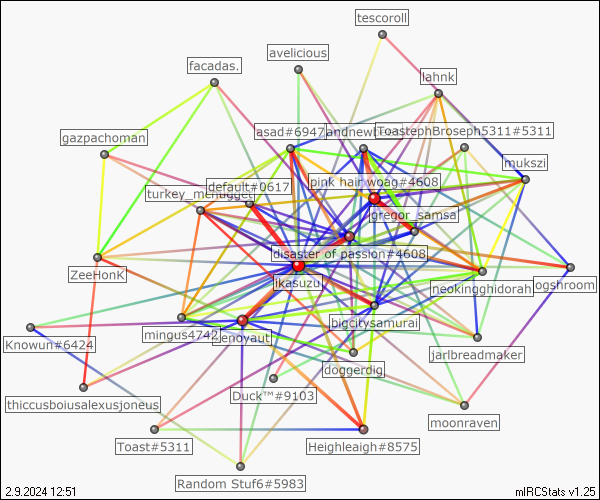 tescoroll
avelicious
facadas.
lahnk
gazpachoman
asad#6947
ToastephBroseph5311#5311
mukszi
default#0617
pink hair woag#4608
gregor_samsa
disaster of passion#4608
ZeeHonk
ikasuzu
neokingghidorah
ogshroom
Knowun#6424
mingus4742
zenoyaut
bigcitysamurai
jarlbreadmaker
doggerdig
thiccusboiusalexusjoneus
Duck™#9103
moonraven
Toast#5311
Heighleaigh#8575
Random Stuf6#5983
2.9.2024 12:51
mIRCStats v1.25